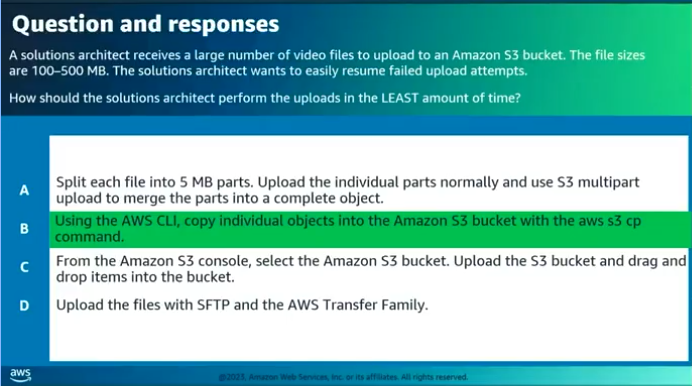 Question and responses
A solutions architect receives a large number of video files to upload to an Amazon S3 bucket. The file sizes
are 100–500 MB. The solutions architect wants to easily resume failed upload attempts.
How should the solutions architect perform the uploads in the LEAST amount of time?
A
Split each file into 5 MB parts. Upload the individual parts normally and use S3 multipart
upload to merge the parts into a complete object.
B
Using the AWS CLI, copy individual objects into the Amazon S3 bucket with the aws s3 cp
command.
C
From the Amazon S3 console, select the Amazon S3 bucket. Upload the S3 bucket and drag and
drop items into the bucket.
D
Upload the files with SFTP and the AWS Transfer Family.
aws
@2023, Amazon Web Services, Inc. or its affiliates. All rights reserved.